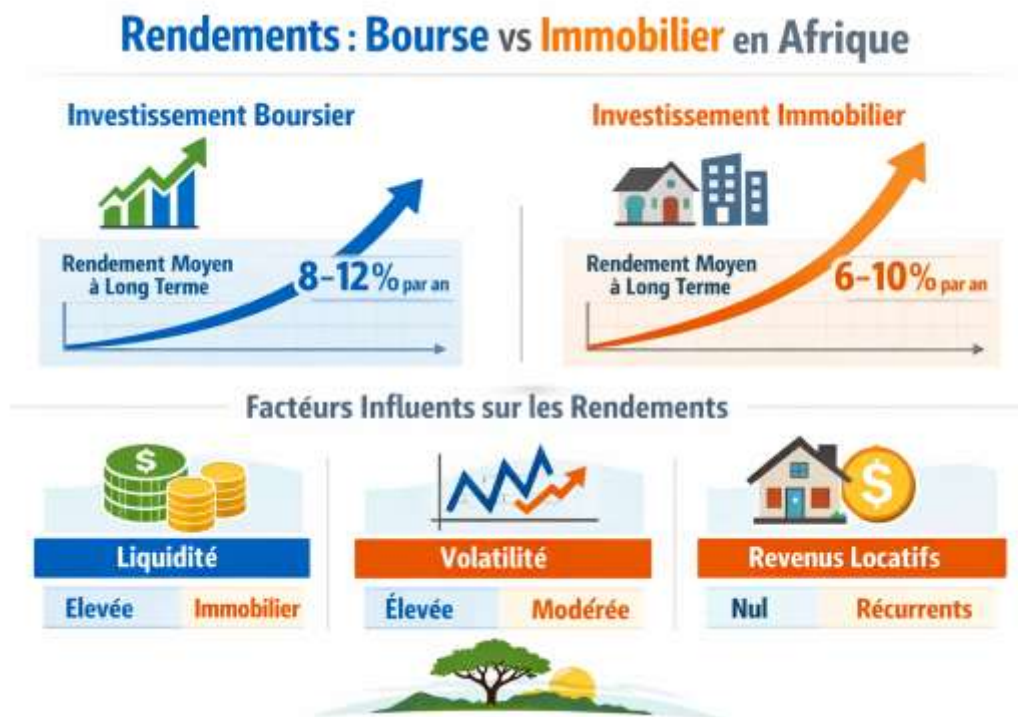 Rendements : Bourse vs Immobilier en Afrique
Investissement Boursier
Rendement Moyen
à Long Terme
8–12% par an
Investissement Immobilier
Rendement Moyen
à Long Terme
6–10% par an
Factéurs Influents sur les Rendements
$
Liquidité
Elevée Immobilier
Volatilité
Élevée Modérée
$
Revenus Locatifs
Nul Récurrents